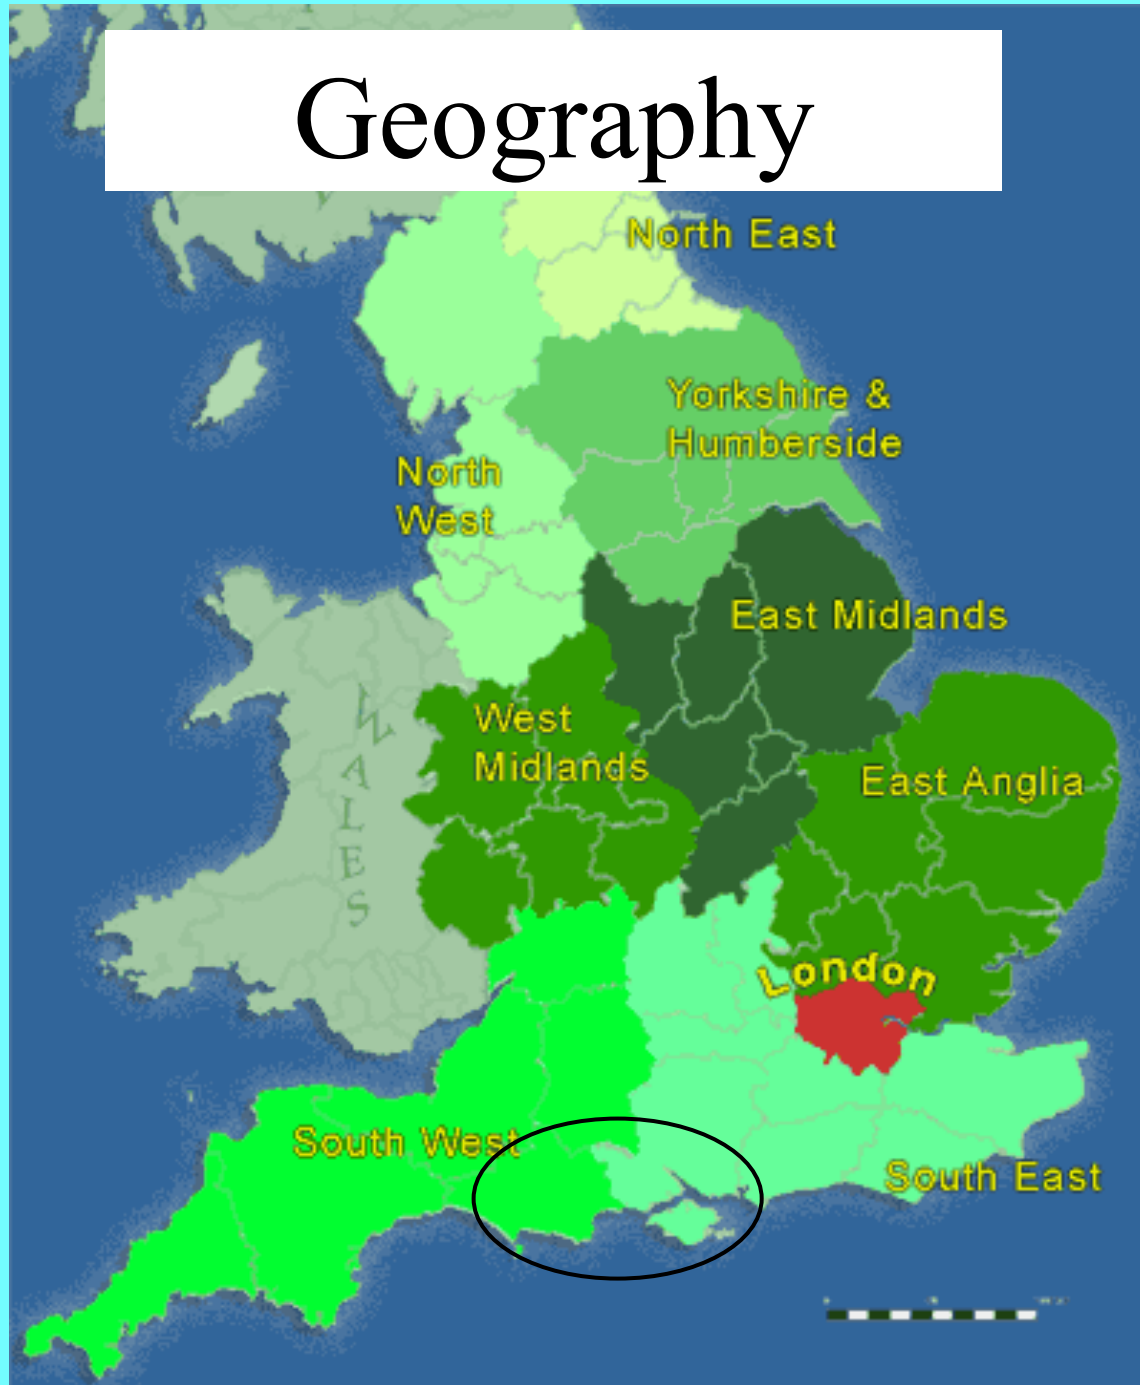 Geography
North East
Yorkshire &
Humberside
North
West
East Midlands
West
Midlands
East Anglia
WALES
London
South West
South East